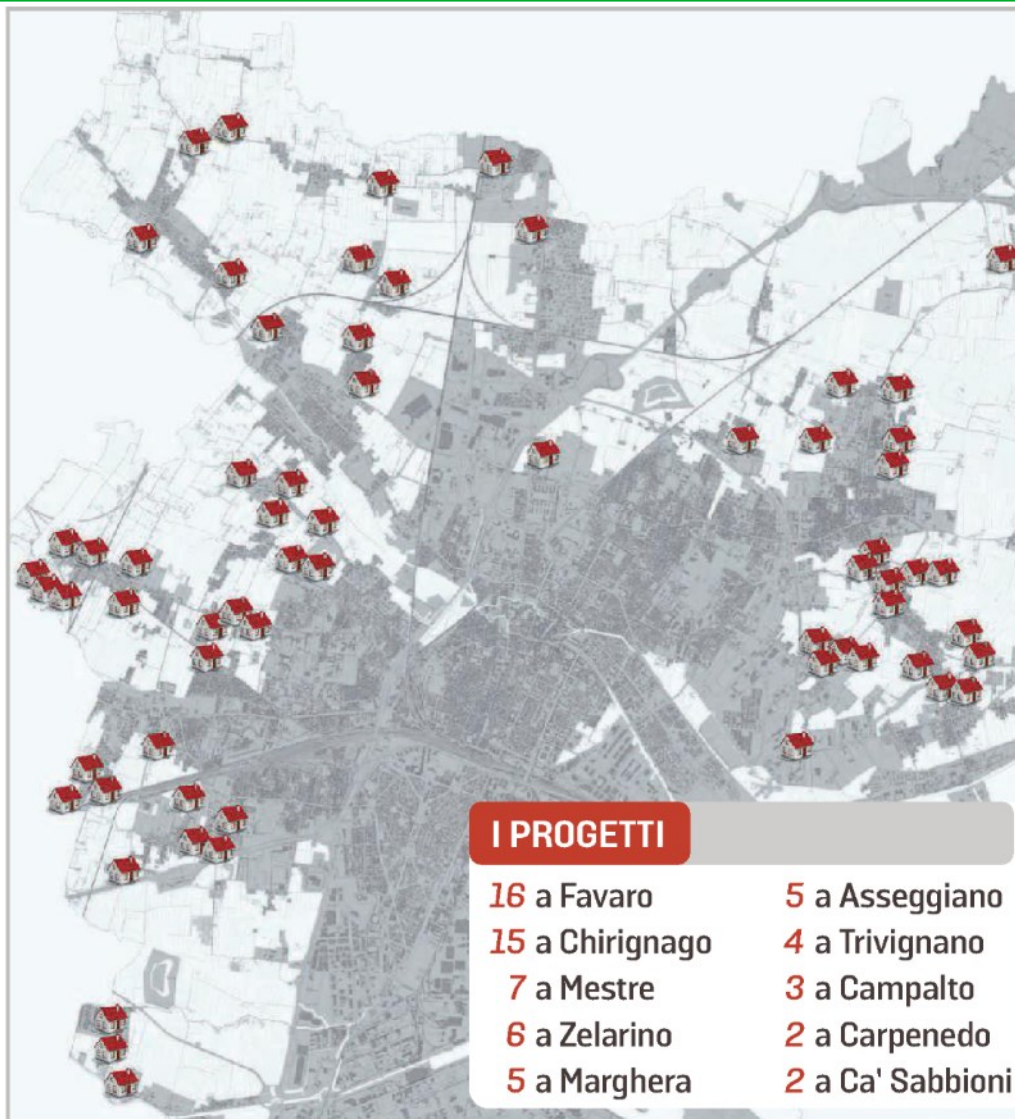 I PROGETTI
16 a Favaro
15 a Chirignago
7 a Mestre
6 a Zelarino
5 a Marghera
5 a Asseggiano
4 a Trivignano
3 a Campalto
2 a Carpenedo
2 a Ca' Sabbioni